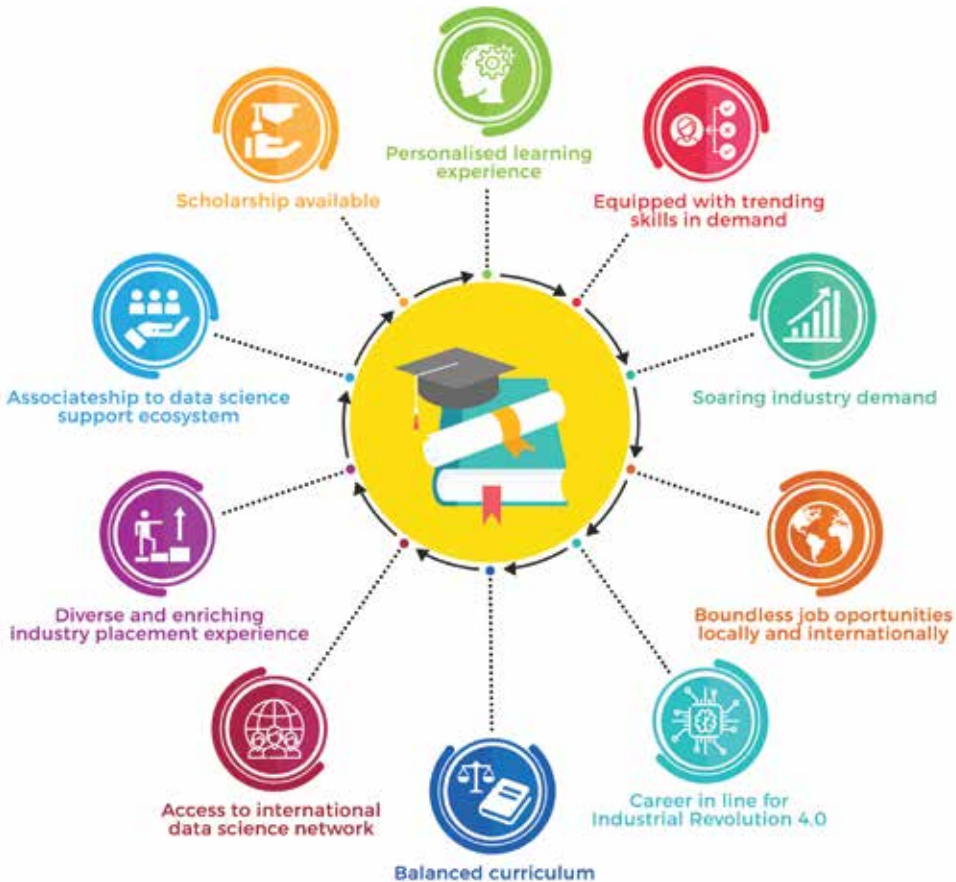 Personalised learning
experience
Equipped with trending
skills in demand
Soaring industry demand
Boundless job oportunities
locally and internationally
Career in line for
Industrial Revolution 4.0
Balanced curriculum
Access to international
data science network
Diverse and enriching
industry placement experience
Associateship to data science
support ecosystem
Scholarship available